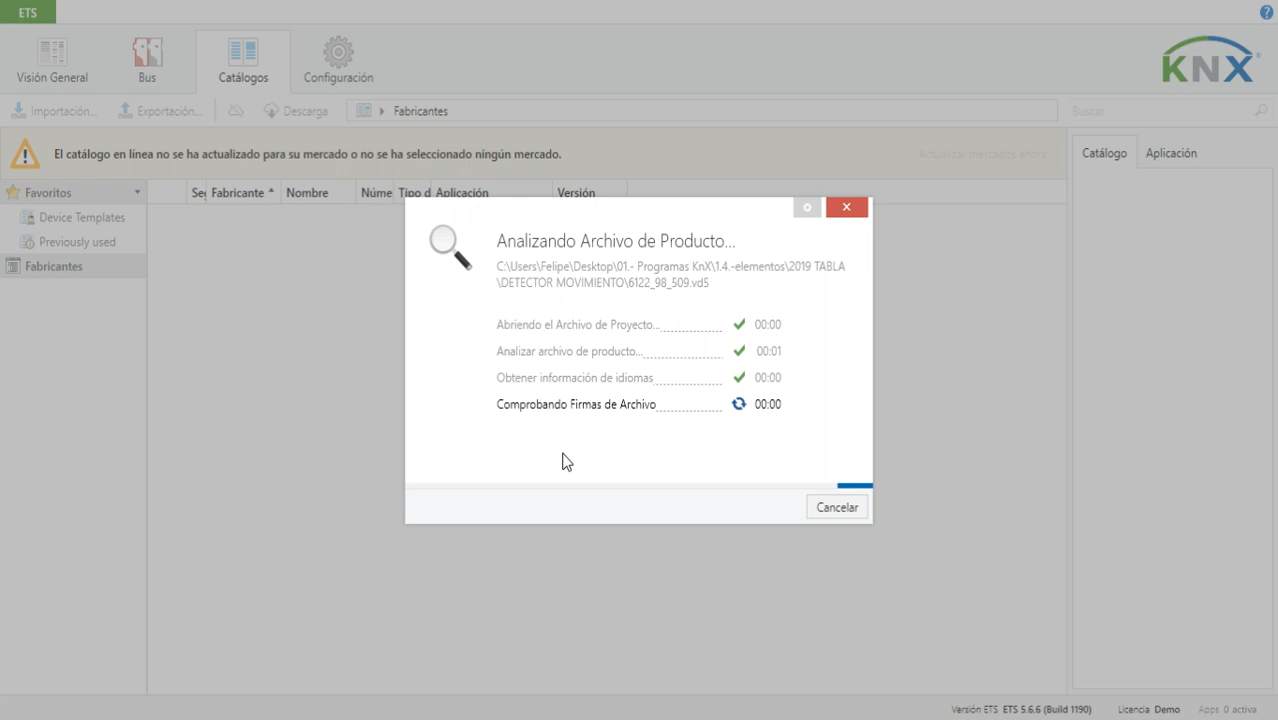 ETS
Visión General
Bus
Catálogos
Configuración
KNX
Importación...
Exportación...
Descarga
Fabricantes
Buscar
El catálogo en línea no se ha actualizado para su mercado o no se ha seleccionado ningún mercado.
Actualizar mercados ahora
Catálogo
Aplicación
Favoritos
Se
Fabricante
Nombre
Núme
Tipo d
Aplicación
Versión
Device Templates
Previously used
Fabricantes
Analizando Archivo de Producto...
C:\Users\Felipe\Desktop\01.- Programas KnX\1.4.-elementos\2019 TABLA
\DETECTOR MOVIMIENTO\6122_98_509.vd5
Abriendo el Archivo de Proyecto... 00:00
Analizar archivo de producto... 00:01
Obtener información de idiomas 00:00
Comprobando Firmas de Archivo 00:00
Cancelar
Versión ETS ETS 5.6.6 (Build 1190)
Licencia Demo
Apps 0 activa